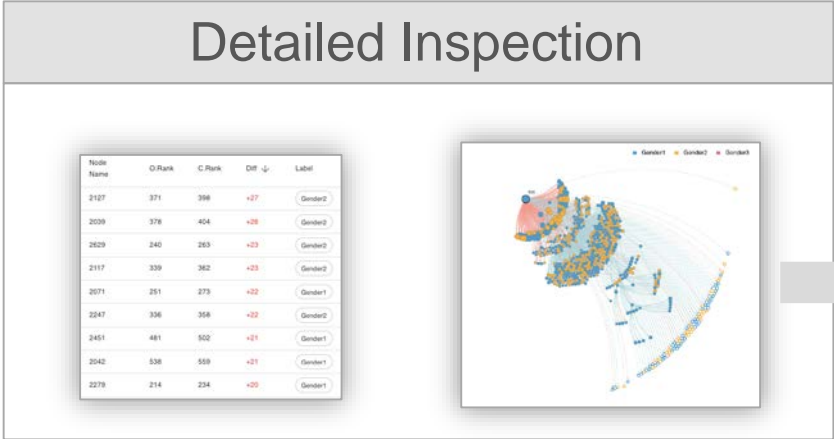 Detailed Inspection
Node Name O.Rank C.Rank Diff ↓ Label
2127 371 398 +27 Gender2
2039 378 404 +26 Gender2
2629 240 263 +23 Gender2
2117 339 362 +23 Gender2
2071 251 273 +22 Gender1
2247 336 358 +22 Gender2
2451 481 502 +21 Gender1
2042 538 559 +21 Gender1
2279 214 234 +20 Gender1
Gender1 Gender2 Gender3